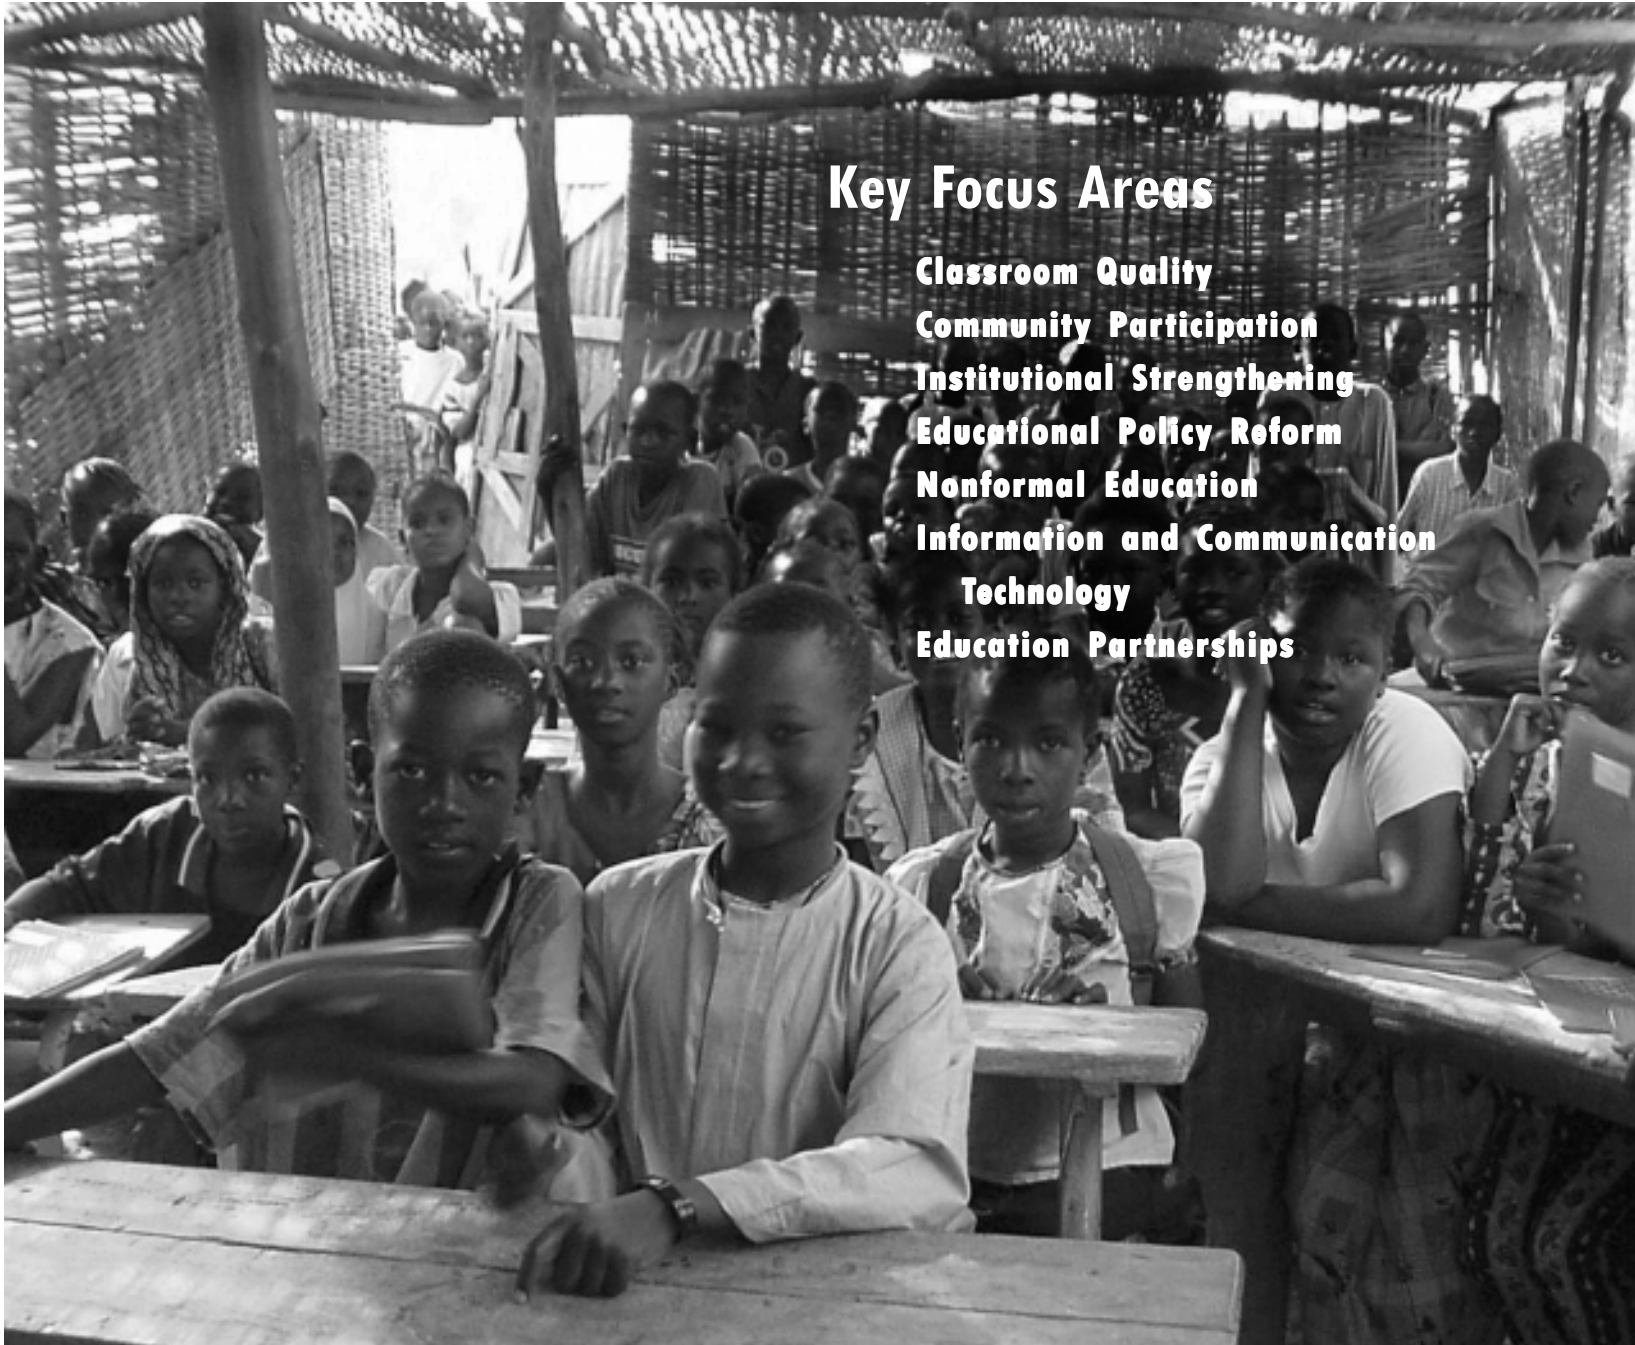 Key Focus Areas
Classroom Quality
Community Participation
Institutional Strengthening
Educational Policy Reform
Nonformal Education
Information and Communication
Technology
Education Partnerships